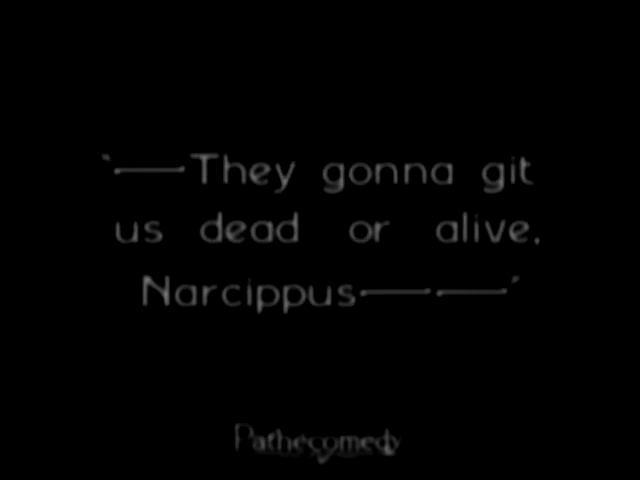 '—They gonna git
us dead or alive,
Narcippus— —'
Pathecomedy